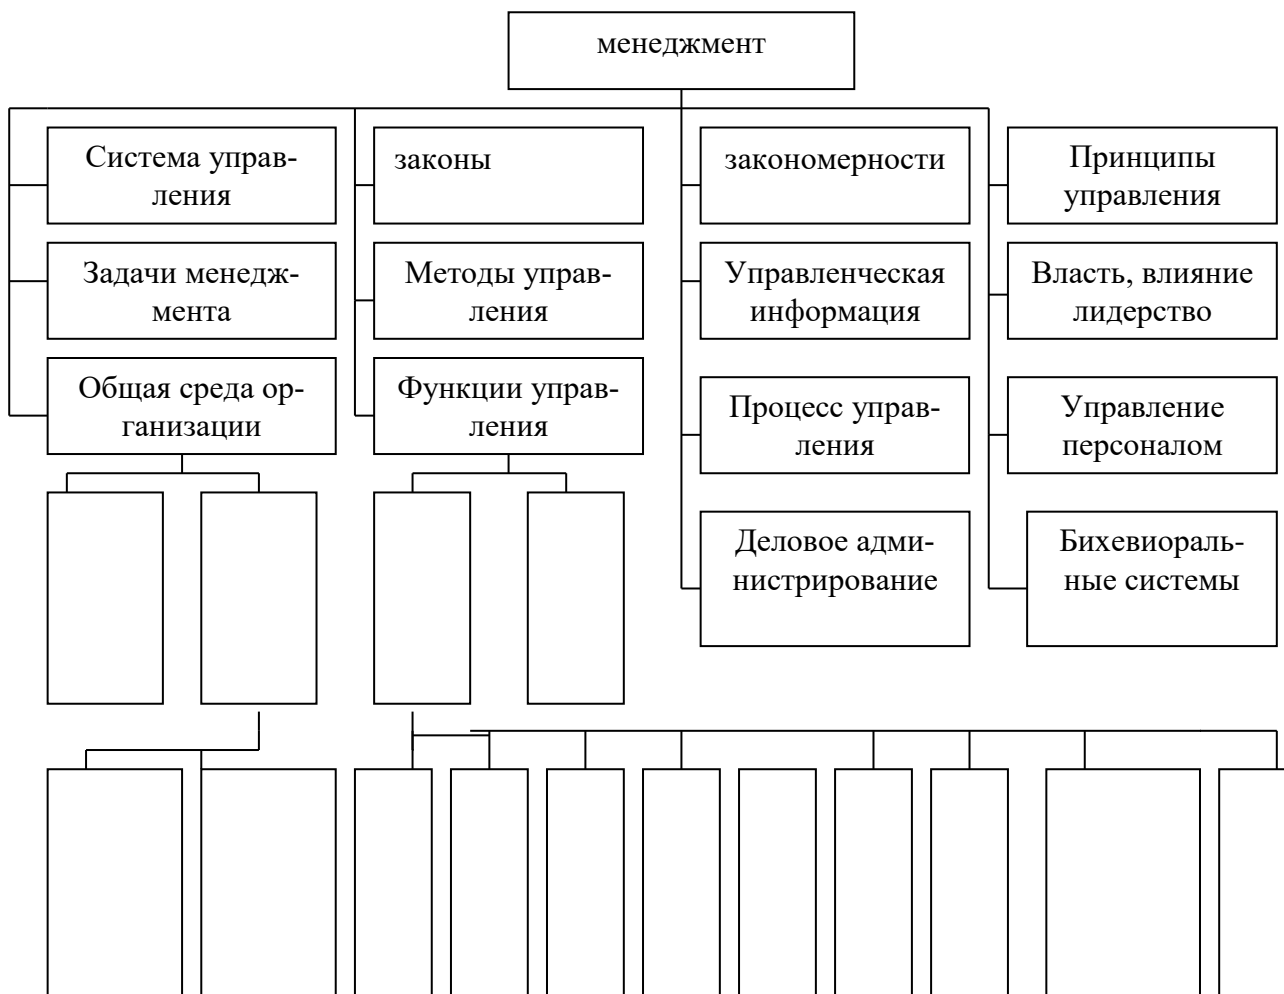 менеджмент
Система управ-
ления
законы
закономерности
Принципы
управления
Задачи менедж-
мента
Методы управ-
ления
Управленческая
информация
Власть, влияние
лидерство
Общая среда ор-
ганизации
Функции управ-
ления
Процесс управ-
ления
Управление
персоналом
Деловое адми-
нистрирование
Бихевиораль-
ные системы